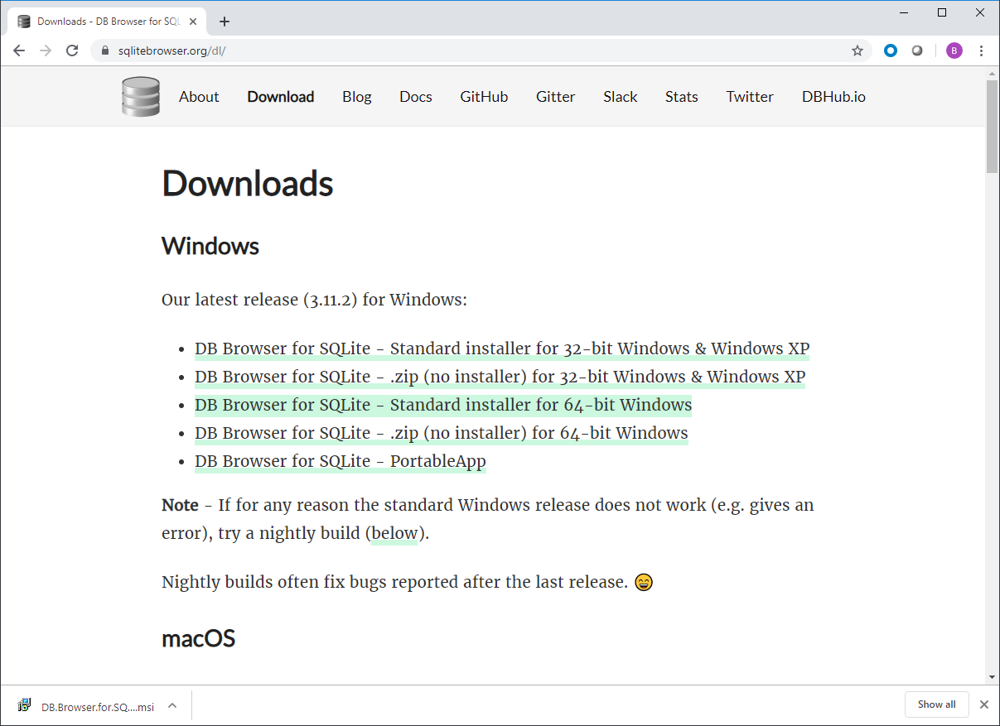 Downloads - DB Browser for SQL
sqlitebrowser.org/dl/
B
About Download Blog Docs GitHub Gitter Slack Stats Twitter DBHub.io
Downloads
Windows
Our latest release (3.11.2) for Windows:
• DB Browser for SQLite - Standard installer for 32-bit Windows & Windows XP
• DB Browser for SQLite - .zip (no installer) for 32-bit Windows & Windows XP
• DB Browser for SQLite - Standard installer for 64-bit Windows
• DB Browser for SQLite - .zip (no installer) for 64-bit Windows
• DB Browser for SQLite - PortableApp
Note - If for any reason the standard Windows release does not work (e.g. gives an
error), try a nightly build (below).
Nightly builds often fix bugs reported after the last release. 😄
macOS
DB.Browser.for.SQ....msi
Show all